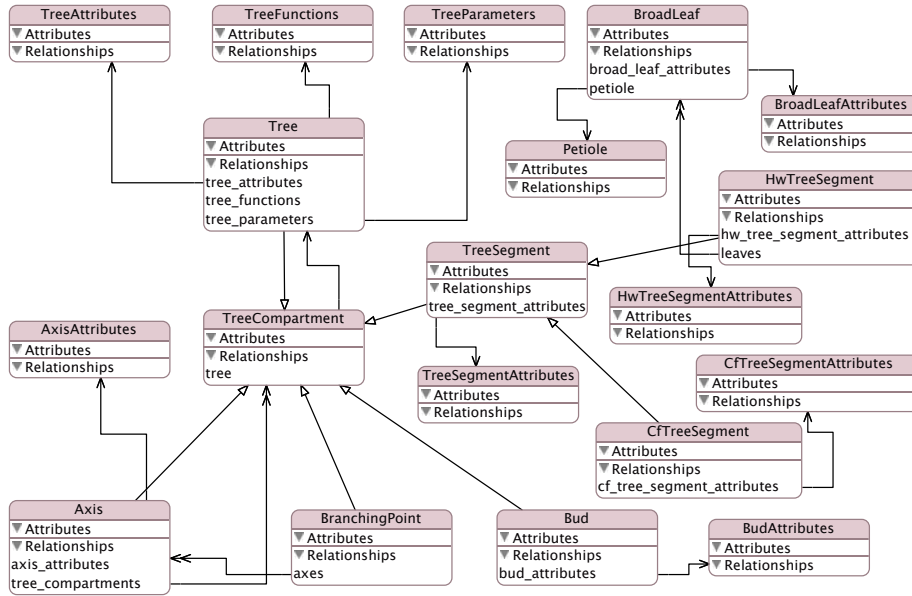 TreeAttributes
Attributes
Relationships
TreeFunctions
Attributes
Relationships
TreeParameters
Attributes
Relationships
BroadLeaf
Attributes
Relationships
broad_leaf_attributes
petiole
BroadLeafAttributes
Attributes
Relationships
Tree
Attributes
Relationships
tree_attributes
tree_functions
tree_parameters
Petiole
Attributes
Relationships
HwTreeSegment
Attributes
Relationships
hw_tree_segment_attributes
leaves
TreeSegment
Attributes
Relationships
tree_segment_attributes
HwTreeSegmentAttributes
Attributes
Relationships
TreeCompartment
Attributes
Relationships
tree
AxisAttributes
Attributes
Relationships
TreeSegmentAttributes
Attributes
Relationships
CfTreeSegmentAttributes
Attributes
Relationships
CfTreeSegment
Attributes
Relationships
cf_tree_segment_attributes
Axis
Attributes
Relationships
axis_attributes
tree_compartments
BranchingPoint
Attributes
Relationships
axes
Bud
Attributes
Relationships
bud_attributes
BudAttributes
Attributes
Relationships